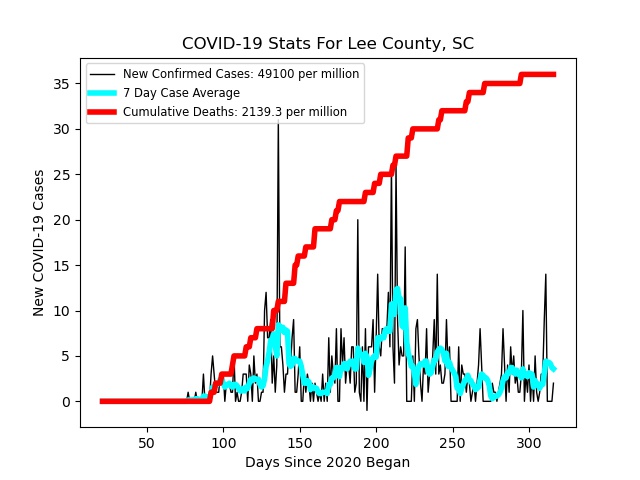 COVID-19 Stats For Lee County, SC
New Confirmed Cases: 49100 per million
7 Day Case Average
Cumulative Deaths: 2139.3 per million
New COVID-19 Cases
35
30
25
20
15
10
5
0
50 100 150 200 250 300
Days Since 2020 Began